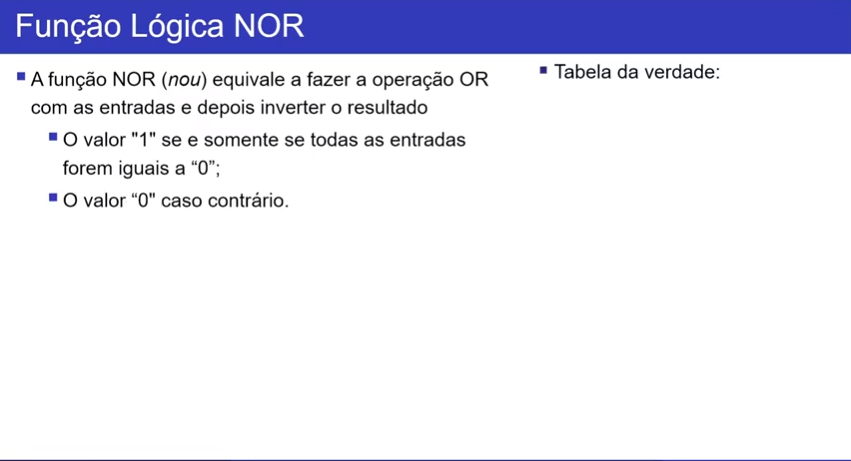 Função Lógica NOR
A função NOR (nou) equivale a fazer a operação OR
com as entradas e depois inverter o resultado
O valor "1" se e somente se todas as entradas
forem iguais a “0”;
O valor “0" caso contrário.
Tabela da verdade: